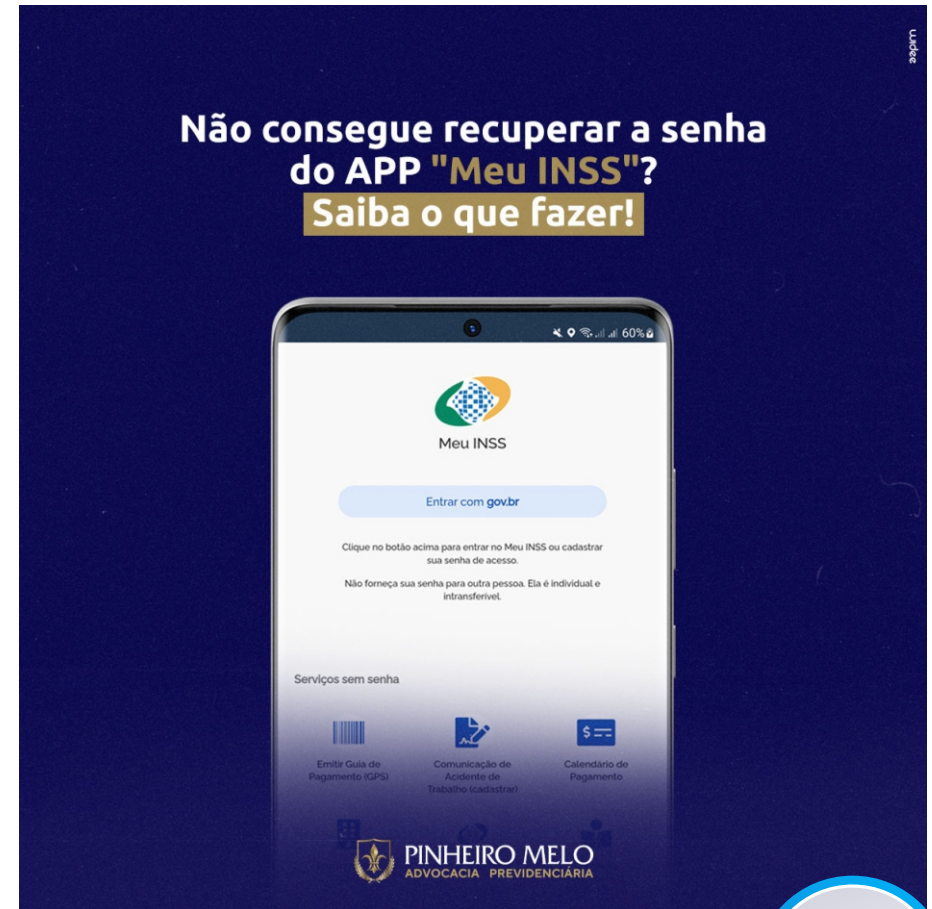 widee
Não consegue recuperar a senha
do APP "Meu INSS"?
Saiba o que fazer!
60%
Meu INSS
Entrar com gov.br
Clique no botão acima para entrar no Meu INSS ou cadastrar
sua senha de acesso.
Não forneça sua senha para outra pessoa. Ela é individual e
intransferível.
Serviços sem senha
Emitir Guia de
Pagamento (GPS)
Comunicação de
Acidente de
Trabalho (cadastrar)
Calendário de
Pagamento
PINHEIRO MELO
ADVOCACIA PREVIDENCIÁRIA